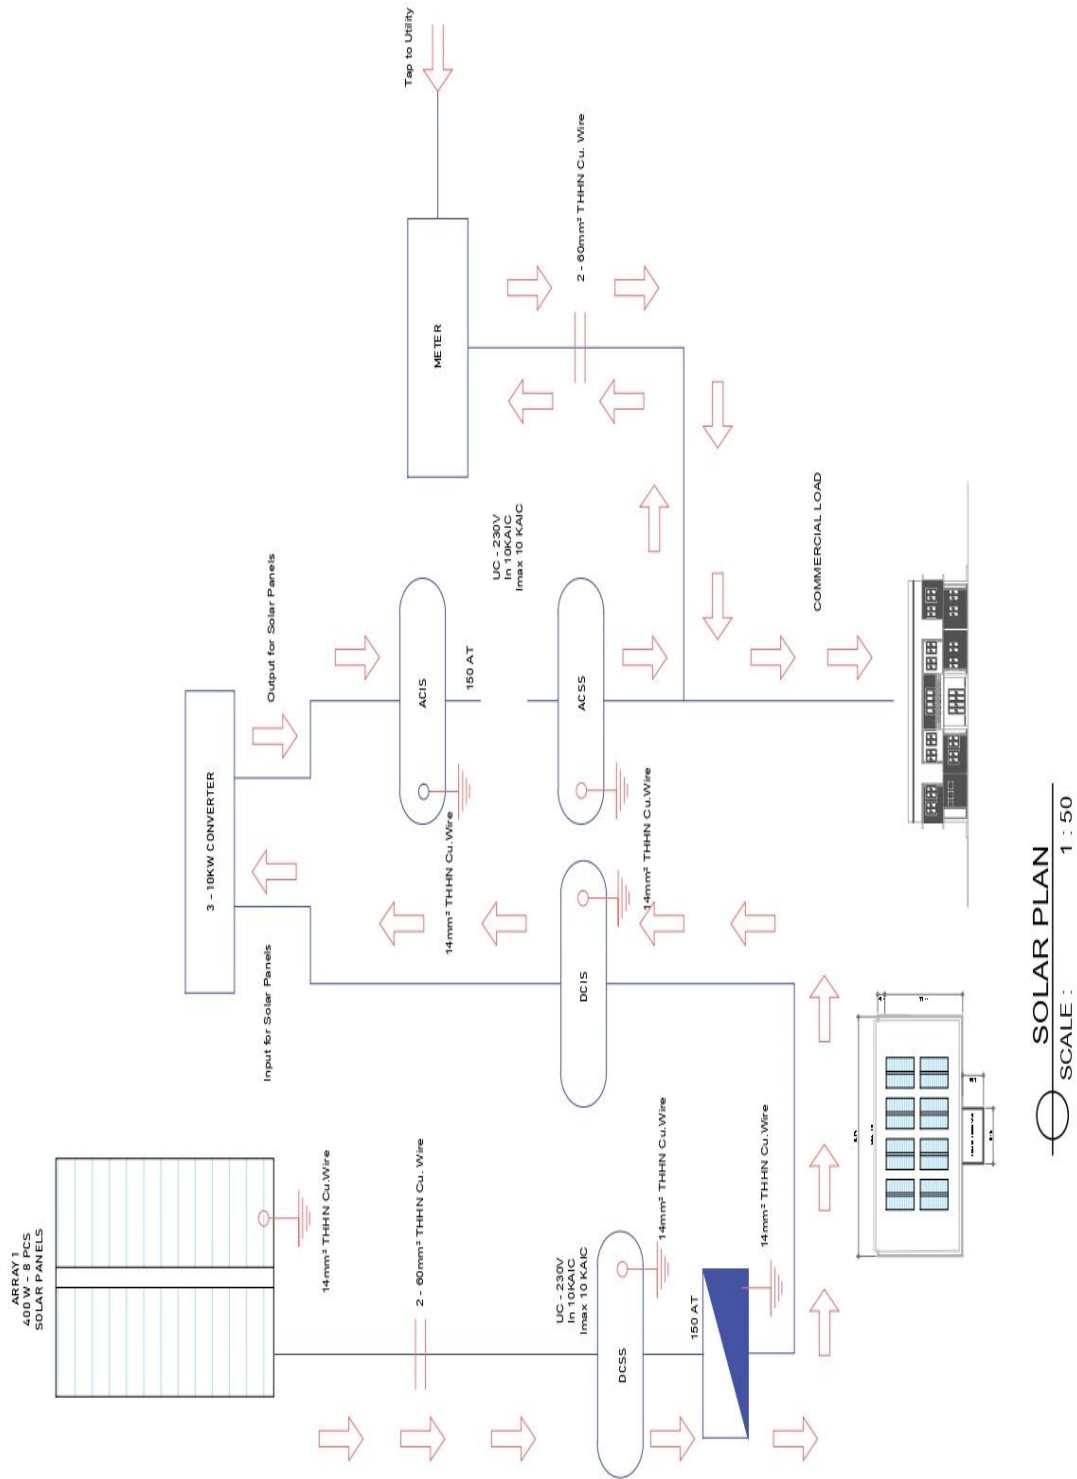 ARRAY 1
400 W - 8 PCS
SOLAR PANELS
14mm² THHN Cu.Wire
2 - 60mm² THHN Cu. Wire
UC - 230V
In 10KAIC
Imax 10 KAIC
DCSS
14mm² THHN Cu.Wire
150 AT
14mm² THHN Cu.Wire
Input for Solar Panels
3 - 10KW CONVERTER
Output for Solar Panels
DCIS
14mm² THHN Cu.Wire
ACIS
14mm² THHN Cu.Wire
150 AT
UC - 230V
In 10KAIC
Imax 10 KAIC
ACSS
14mm² THHN Cu.Wire
Tap to Utility
METER
2 - 60mm² THHN Cu. Wire
COMMERCIAL LOAD
SOLAR PLAN
SCALE : 1 : 50